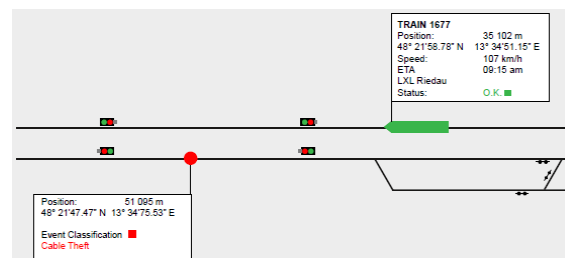 TRAIN 1677
Position: 35 102 m
48° 21'58.78" N 13° 34'51.15" E
Speed: 107 km/h
ETA 09:15 am
LXL Riedau
Status: O.K.
Position: 51 095 m
48° 21'47.47" N 13° 34'75.53" E
Event Classification
Cable Theft